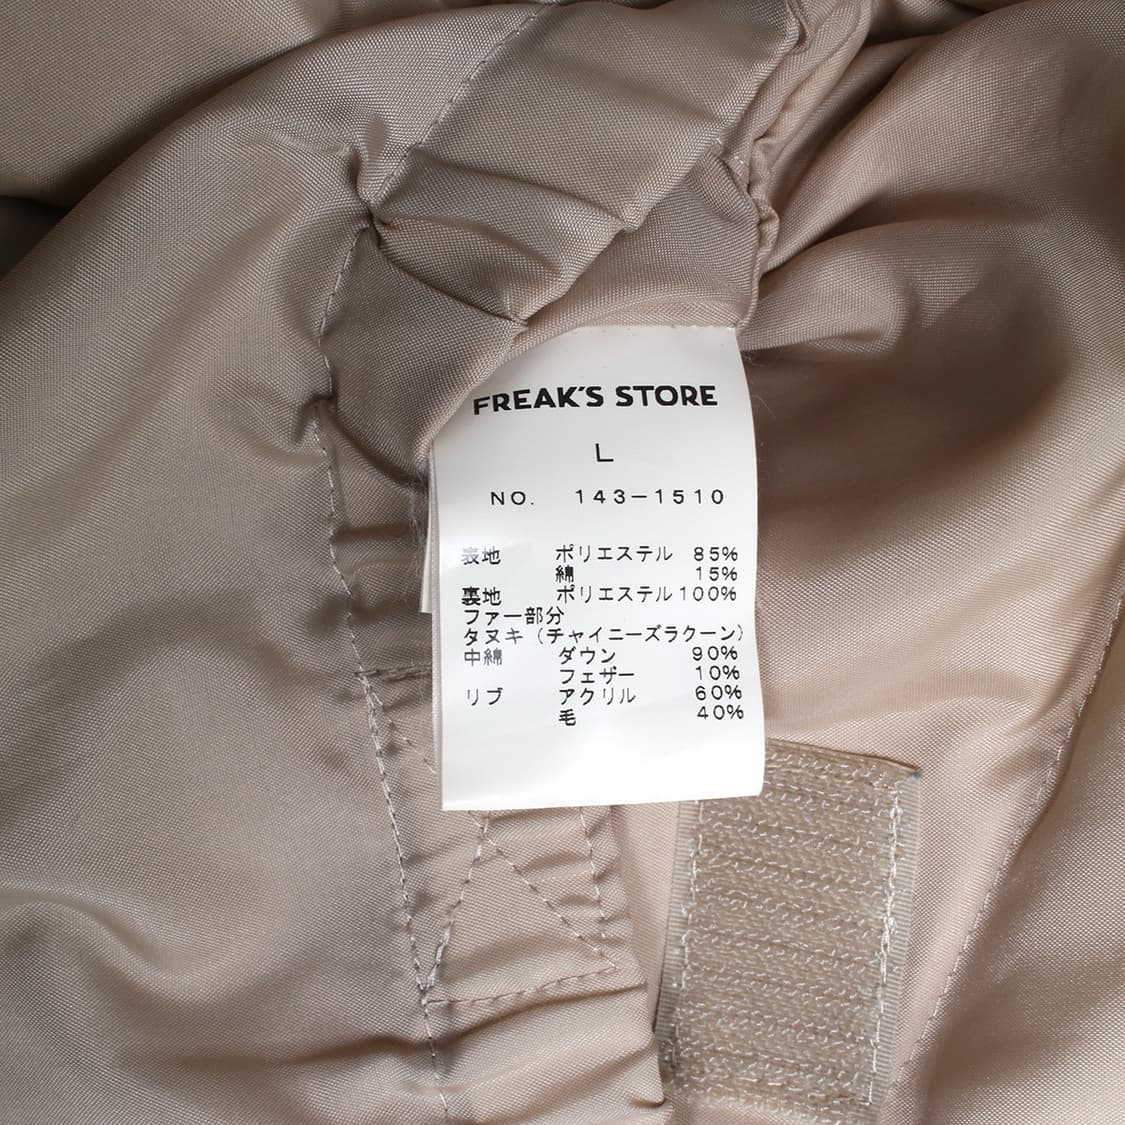 FREAK'S STORE
L
NO. 143-1510
表地 ポリエステル 85%
綿 15%
裏地 ポリエステル 100%
ファー部分
タヌキ（チャイニーズラクーン）
中綿 ダウン 90%
フェザー 10%
リブ アクリル 60%
毛 40%